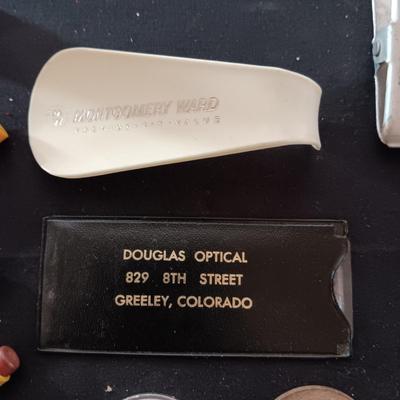 MONTGOMERY WARD
DOUGLAS OPTICAL
829 8TH STREET
GREELEY, COLORADO